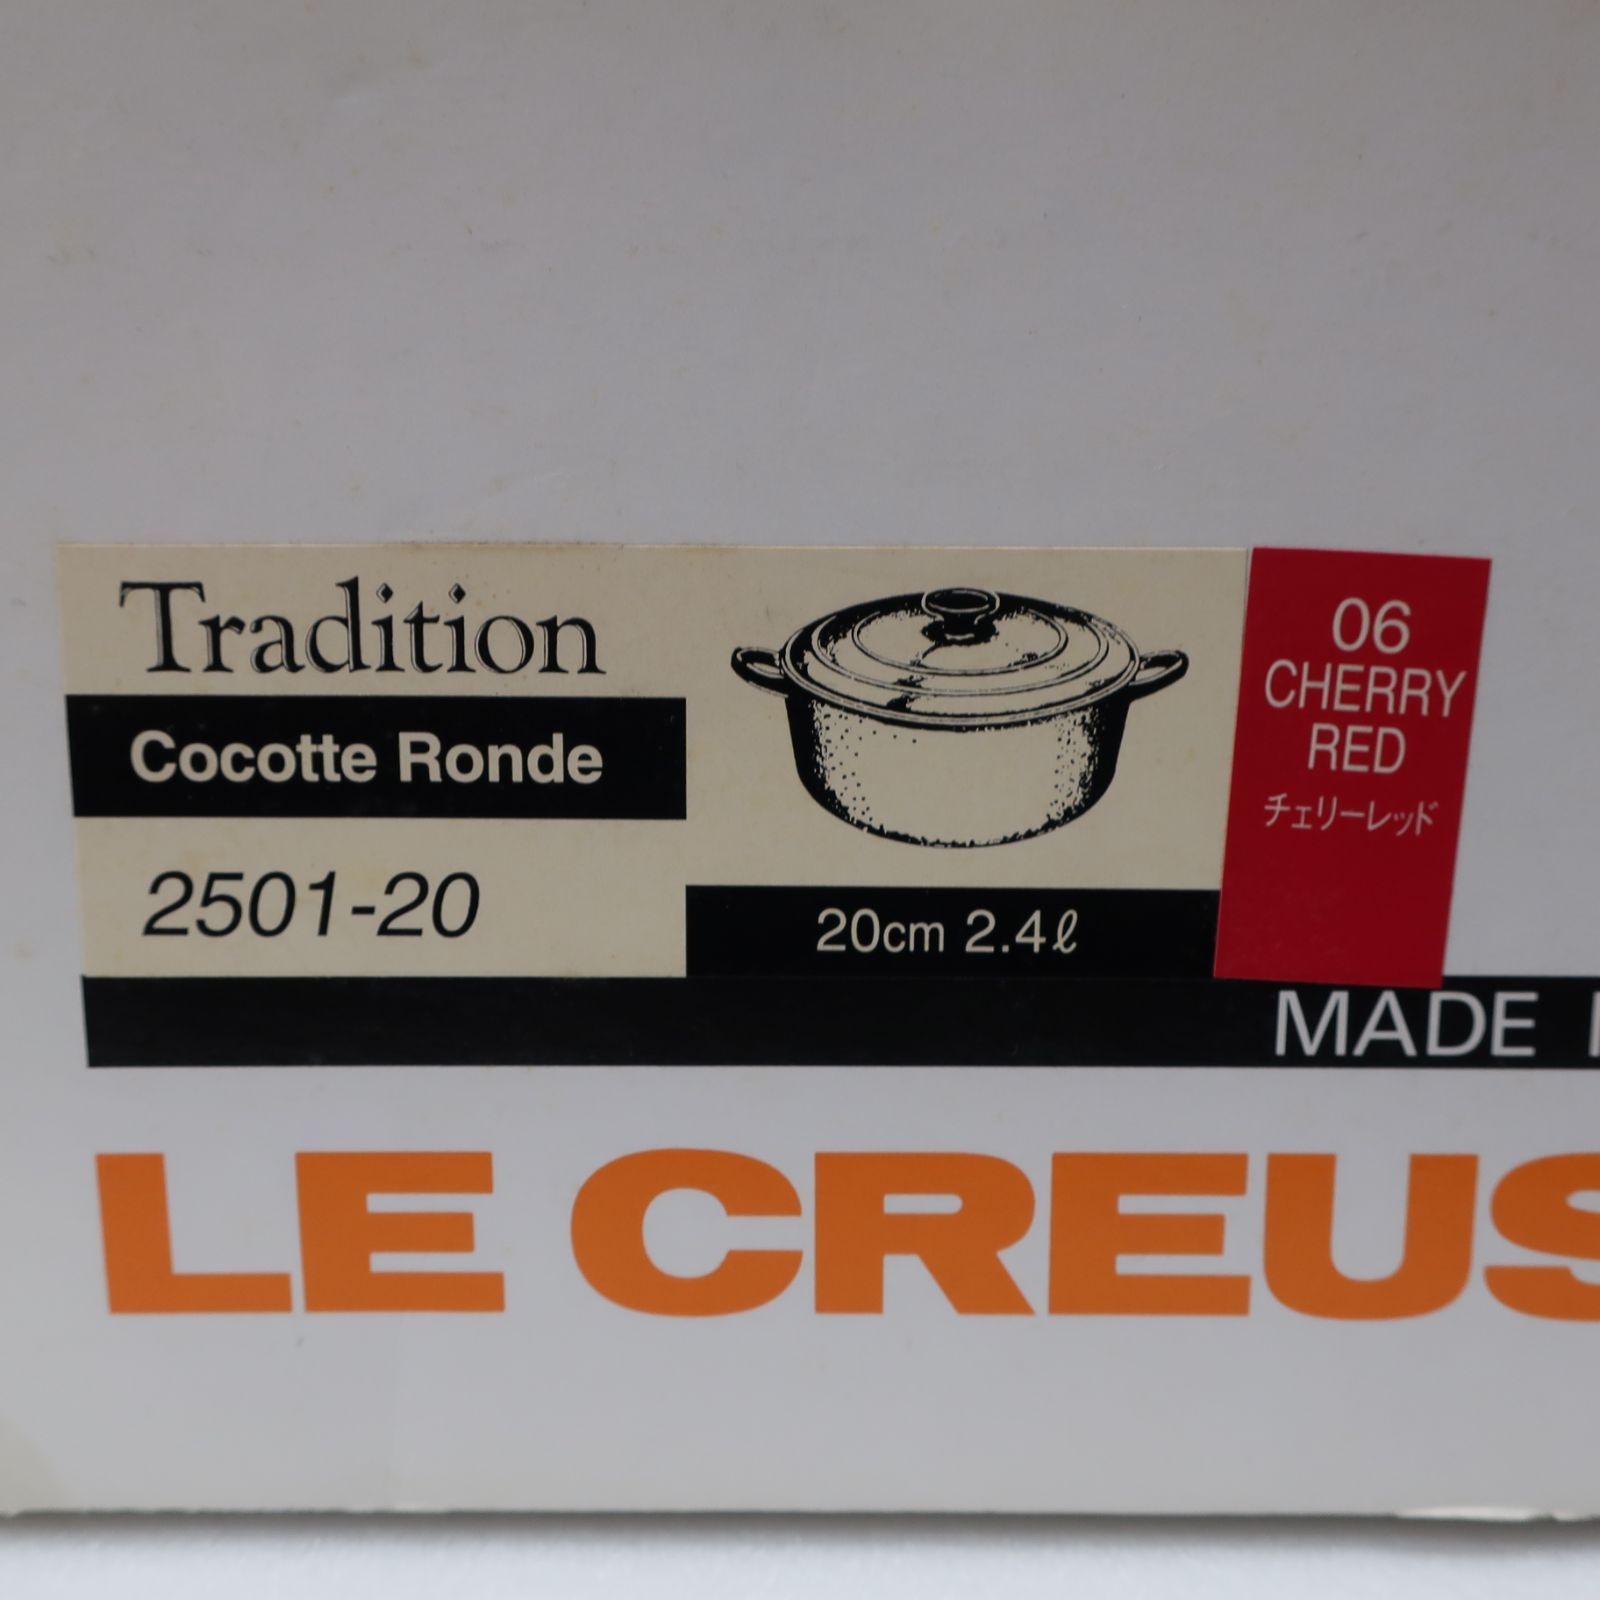 Tradition
Cocotte Ronde
2501-20
20cm 2.4ℓ
06
CHERRY
RED
チェリーレッド
MADE
LE CREUS